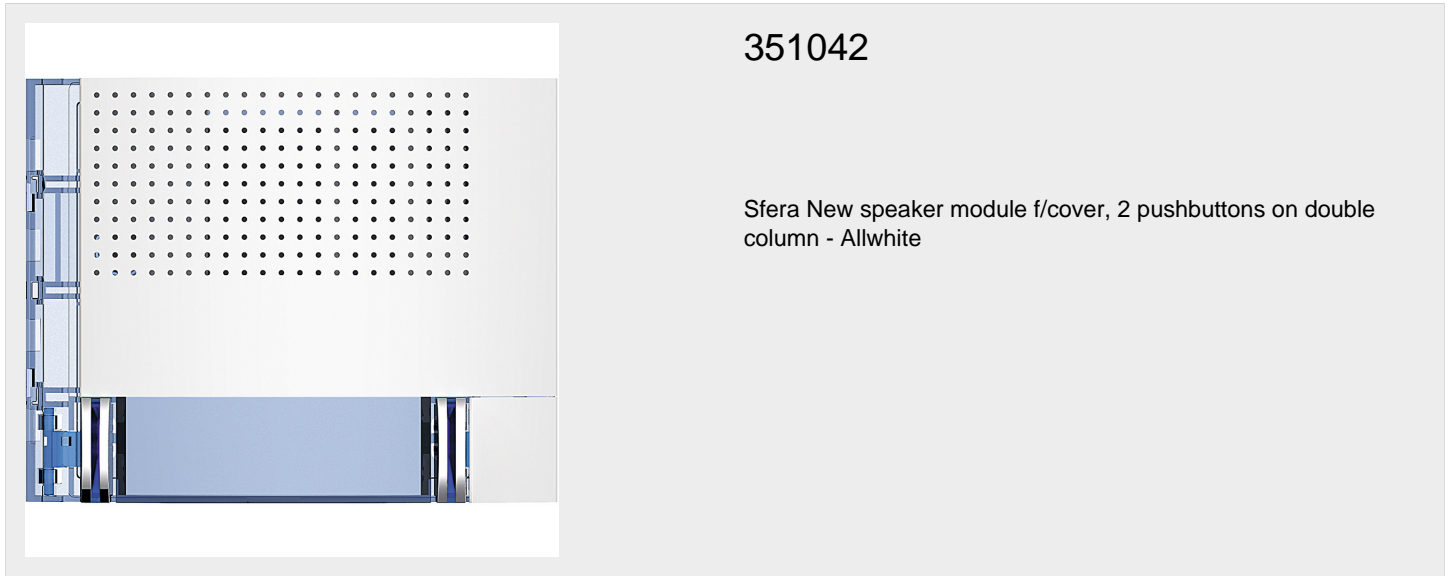 351042
Sfera New speaker module f/cover, 2 pushbuttons on double
column - Allwhite